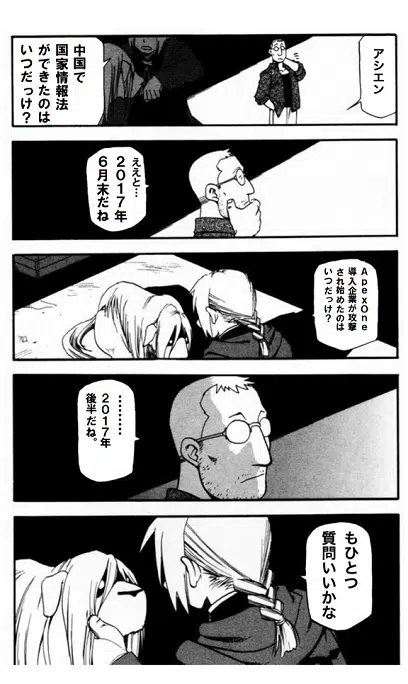 アシエン
中国で
国家情報法
ができたのは
いつだっけ？
ええと…
２０１７年
６月末だね
ＡｐｅｘＯｎｅ
導入企業が攻撃
され始めたのは
いつだっけ？
………
２０１７年
後半だね。
もひとつ
質問いいかな